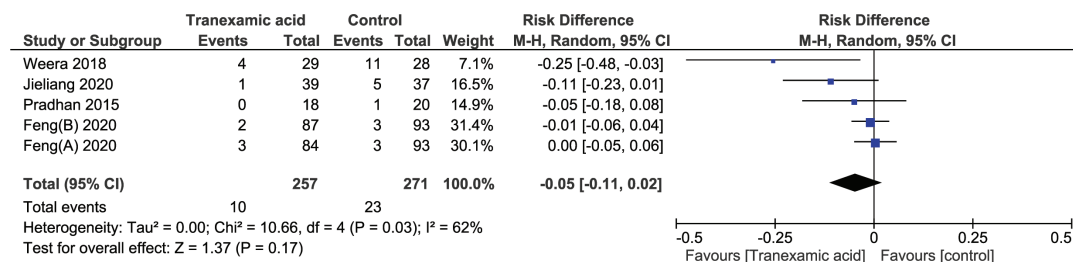 Tranexamic acid Control Risk Difference Risk Difference
Study or Subgroup Events Total Events Total Weight M-H, Random, 95% CI M-H, Random, 95% CI
Weera 2018 4 29 11 28 7.1% -0.25 [-0.48, -0.03]
Jieliang 2020 1 39 5 37 16.5% -0.11 [-0.23, 0.01]
Pradhan 2015 0 18 1 20 14.9% -0.05 [-0.18, 0.08]
Feng(B) 2020 2 87 3 93 31.4% -0.01 [-0.06, 0.04]
Feng(A) 2020 3 84 3 93 30.1% 0.00 [-0.05, 0.06]
Total (95% CI) 257 271 100.0% -0.05 [-0.11, 0.02]
Total events 10 23
Heterogeneity: Tau² = 0.00; Chi² = 10.66, df = 4 (P = 0.03); I² = 62%
Test for overall effect: Z = 1.37 (P = 0.17)
-0.5 -0.25 0 0.25 0.5
Favours [Tranexamic acid] Favours [control]